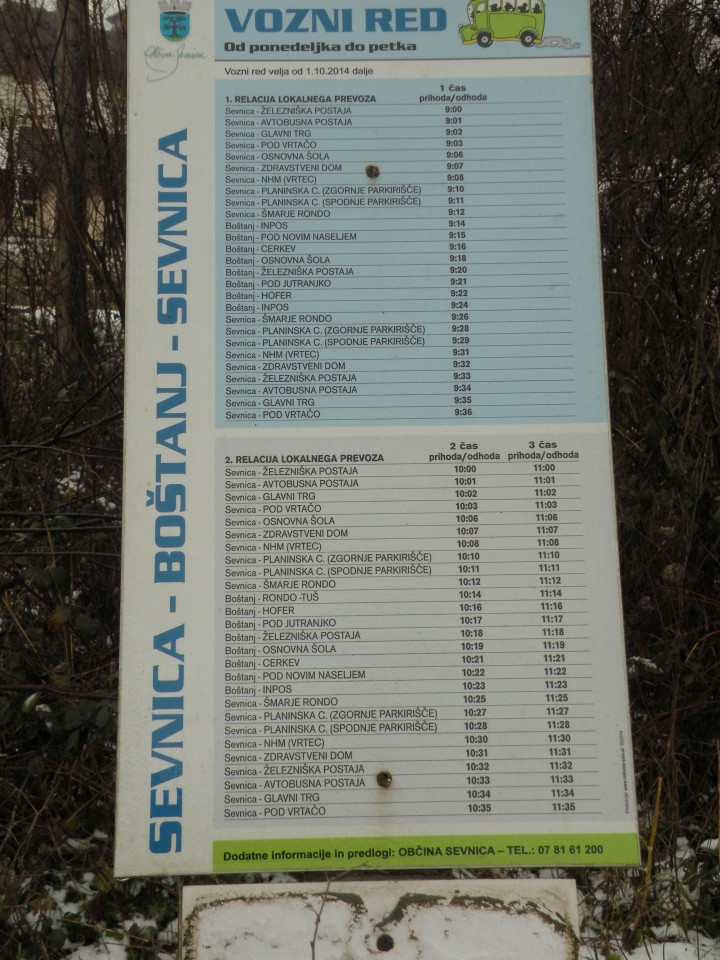 VOZNI RED
Od ponedeljka do petka
Vozni red velja od 1.10.2014 dalje
SEVNICA - BOŠTANJ - SEVNICA
1 čas
1. RELACIJA LOKALNEGA PREVOZA prihoda/odhoda
Sevnica - ŽELEZNIŠKA POSTAJA 9:00
Sevnica - AVTOBUSNA POSTAJA 9:01
Sevnica - GLAVNI TRG 9:02
Sevnica - POD VRTAČO 9:03
Sevnica - OSNOVNA ŠOLA 9:06
Sevnica - ZDRAVSTVENI DOM 9:07
Sevnica - NHM (VRTEC) 9:08
Sevnica - PLANINSKA C. (ZGORNJE PARKIRIŠČE) 9:10
Sevnica - PLANINSKA C. (SPODNJE PARKIRIŠČE) 9:11
Sevnica - ŠMARJE RONDO 9:12
Boštanj - INPOS 9:14
Boštanj - POD NOVIM NASELJEM 9:15
Boštanj - CERKEV 9:16
Boštanj - OSNOVNA ŠOLA 9:18
Boštanj - ŽELEZNIŠKA POSTAJA 9:20
Boštanj - POD JUTRANJKO 9:21
Boštanj - HOFER 9:22
Boštanj - INPOS 9:24
Sevnica - ŠMARJE RONDO 9:26
Sevnica - PLANINSKA C. (ZGORNJE PARKIRIŠČE) 9:28
Sevnica - PLANINSKA C. (SPODNJE PARKIRIŠČE) 9:29
Sevnica - NHM (VRTEC) 9:31
Sevnica - ZDRAVSTVENI DOM 9:32
Sevnica - ŽELEZNIŠKA POSTAJA 9:33
Sevnica - AVTOBUSNA POSTAJA 9:34
Sevnica - GLAVNI TRG 9:35
Sevnica - POD VRTAČO 9:36
2 čas 3 čas
2. RELACIJA LOKALNEGA PREVOZA prihoda/odhoda prihoda/odhoda
Sevnica - ŽELEZNIŠKA POSTAJA 10:00 11:00
Sevnica - AVTOBUSNA POSTAJA 10:01 11:01
Sevnica - GLAVNI TRG 10:02 11:02
Sevnica - POD VRTAČO 10:03 11:03
Sevnica - OSNOVNA ŠOLA 10:06 11:06
Sevnica - ZDRAVSTVENI DOM 10:07 11:07
Sevnica - NHM (VRTEC) 10:08 11:08
Sevnica - PLANINSKA C. (ZGORNJE PARKIRIŠČE) 10:10 11:10
Sevnica - PLANINSKA C. (SPODNJE PARKIRIŠČE) 10:11 11:11
Sevnica - ŠMARJE RONDO 10:12 11:12
Boštanj - RONDO -TUŠ 10:14 11:14
Boštanj - HOFER 10:16 11:16
Boštanj - POD JUTRANJKO 10:17 11:17
Boštanj - ŽELEZNIŠKA POSTAJA 10:18 11:18
Boštanj - OSNOVNA ŠOLA 10:19 11:19
Boštanj - CERKEV 10:21 11:21
Boštanj - POD NOVIM NASELJEM 10:22 11:22
Boštanj - INPOS 10:23 11:23
Sevnica - ŠMARJE RONDO 10:25 11:25
Sevnica - PLANINSKA C. (ZGORNJE PARKIRIŠČE) 10:27 11:27
Sevnica - PLANINSKA C. (SPODNJE PARKIRIŠČE) 10:28 11:28
Sevnica - NHM (VRTEC) 10:30 11:30
Sevnica - ZDRAVSTVENI DOM 10:31 11:31
Sevnica - ŽELEZNIŠKA POSTAJA 10:32 11:32
Sevnica - AVTOBUSNA POSTAJA 10:33 11:33
Sevnica - GLAVNI TRG 10:34 11:34
Sevnica - POD VRTAČO 10:35 11:35
Dodatne informacije in predlogi: OBČINA SEVNICA – TEL.: 07 81 61 200